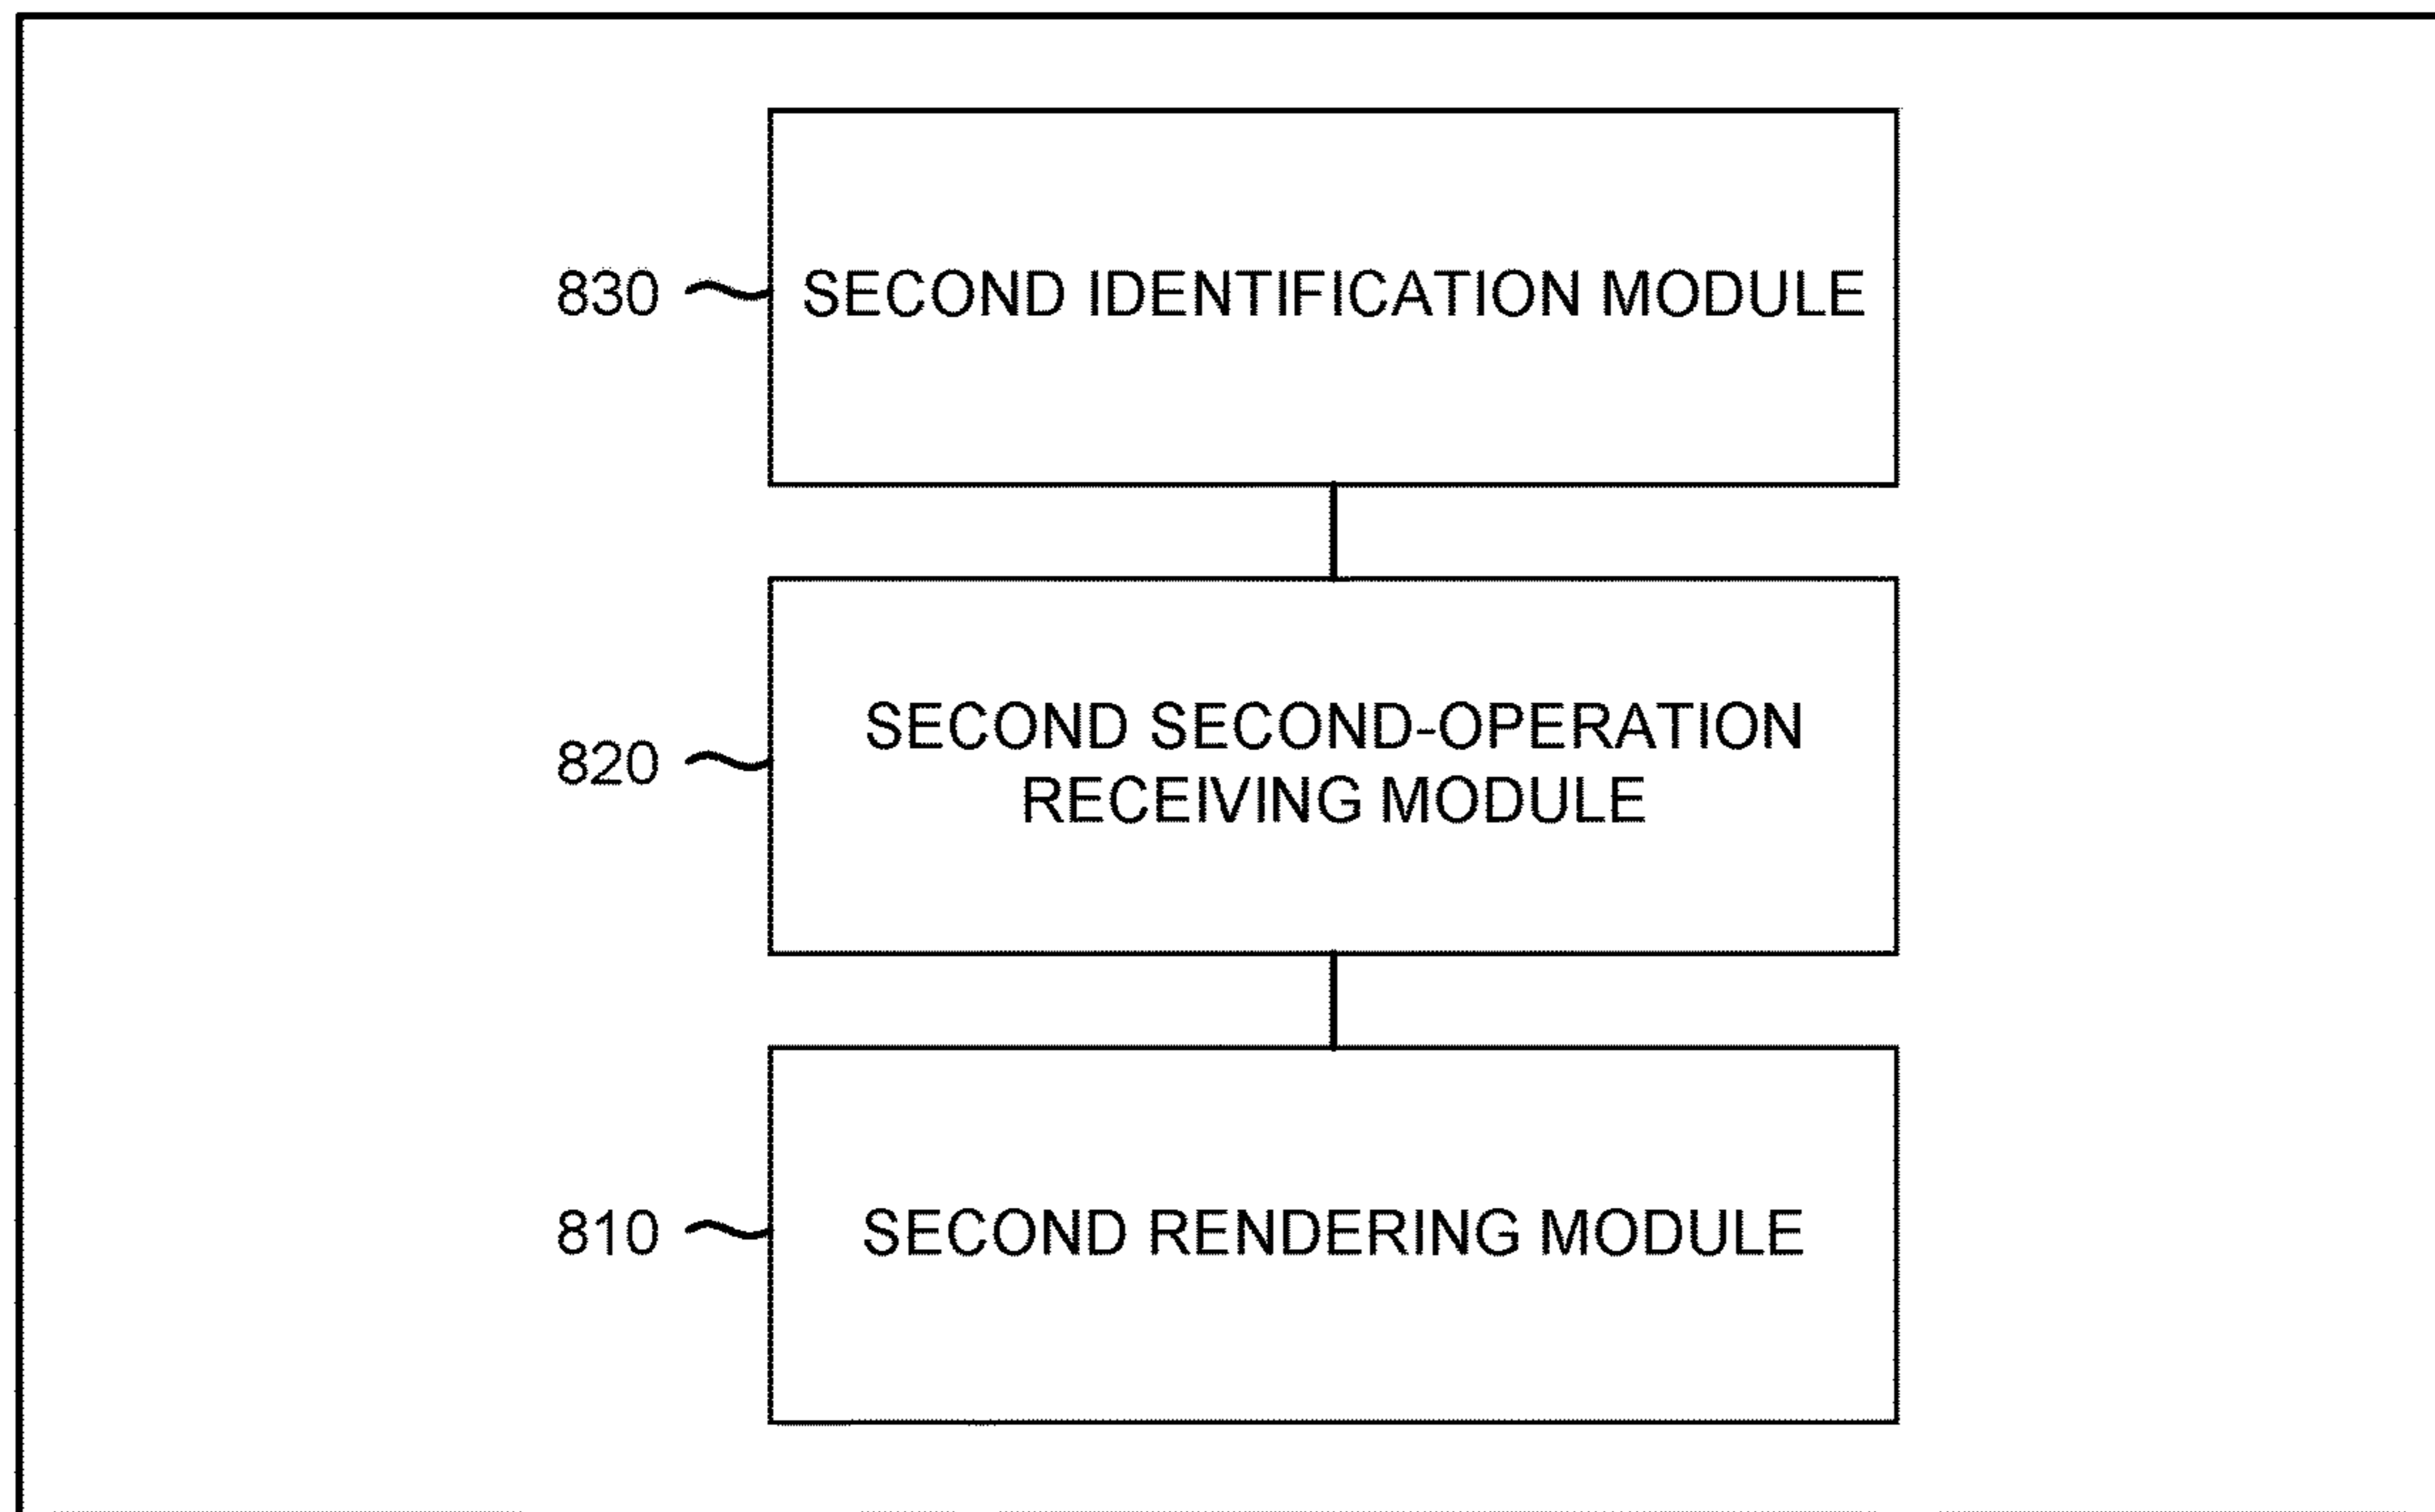 830 SECOND IDENTIFICATION MODULE
820 SECOND SECOND-OPERATION
RECEIVING MODULE
810 SECOND RENDERING MODULE